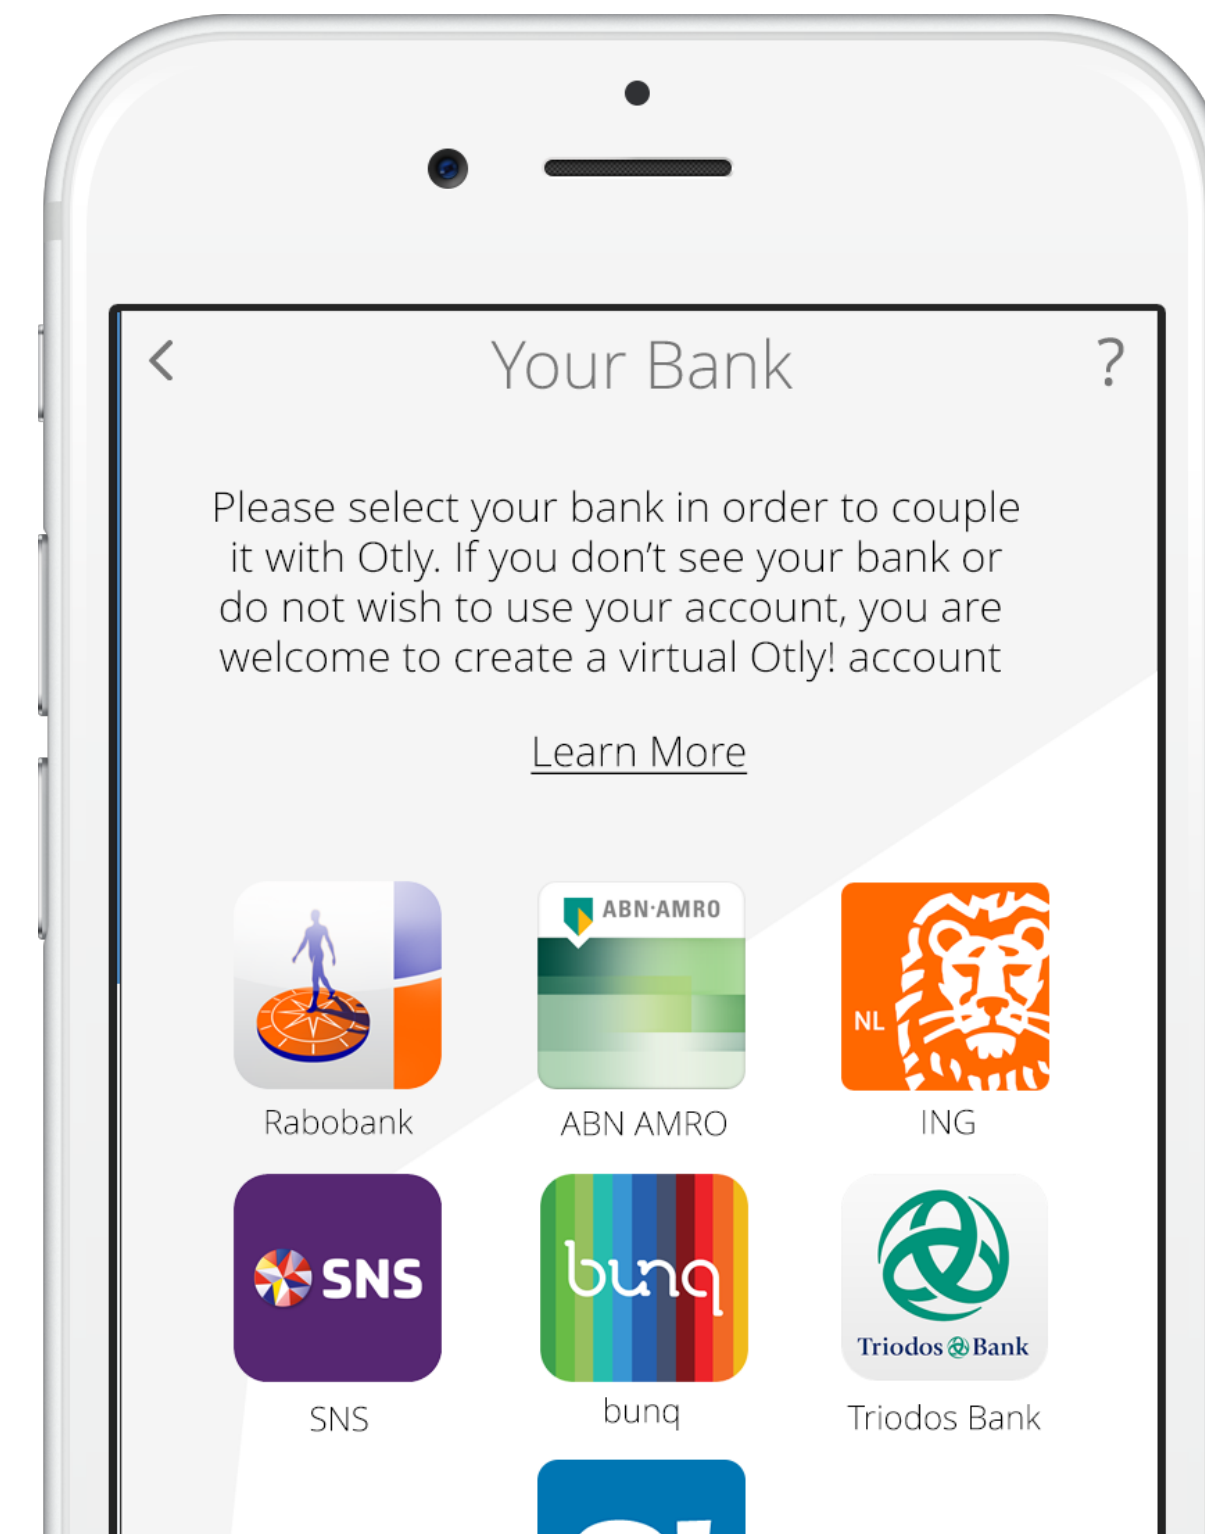 Your Bank
?
Please select your bank in order to couple
it with Otly. If you don't see your bank or
do not wish to use your account, you are
welcome to create a virtual Otly! account
Learn More
ABN·AMRO
NL
Rabobank
ABN AMRO
ING
SNS
bunq
Triodos Bank
SNS
bunq
Triodos Bank